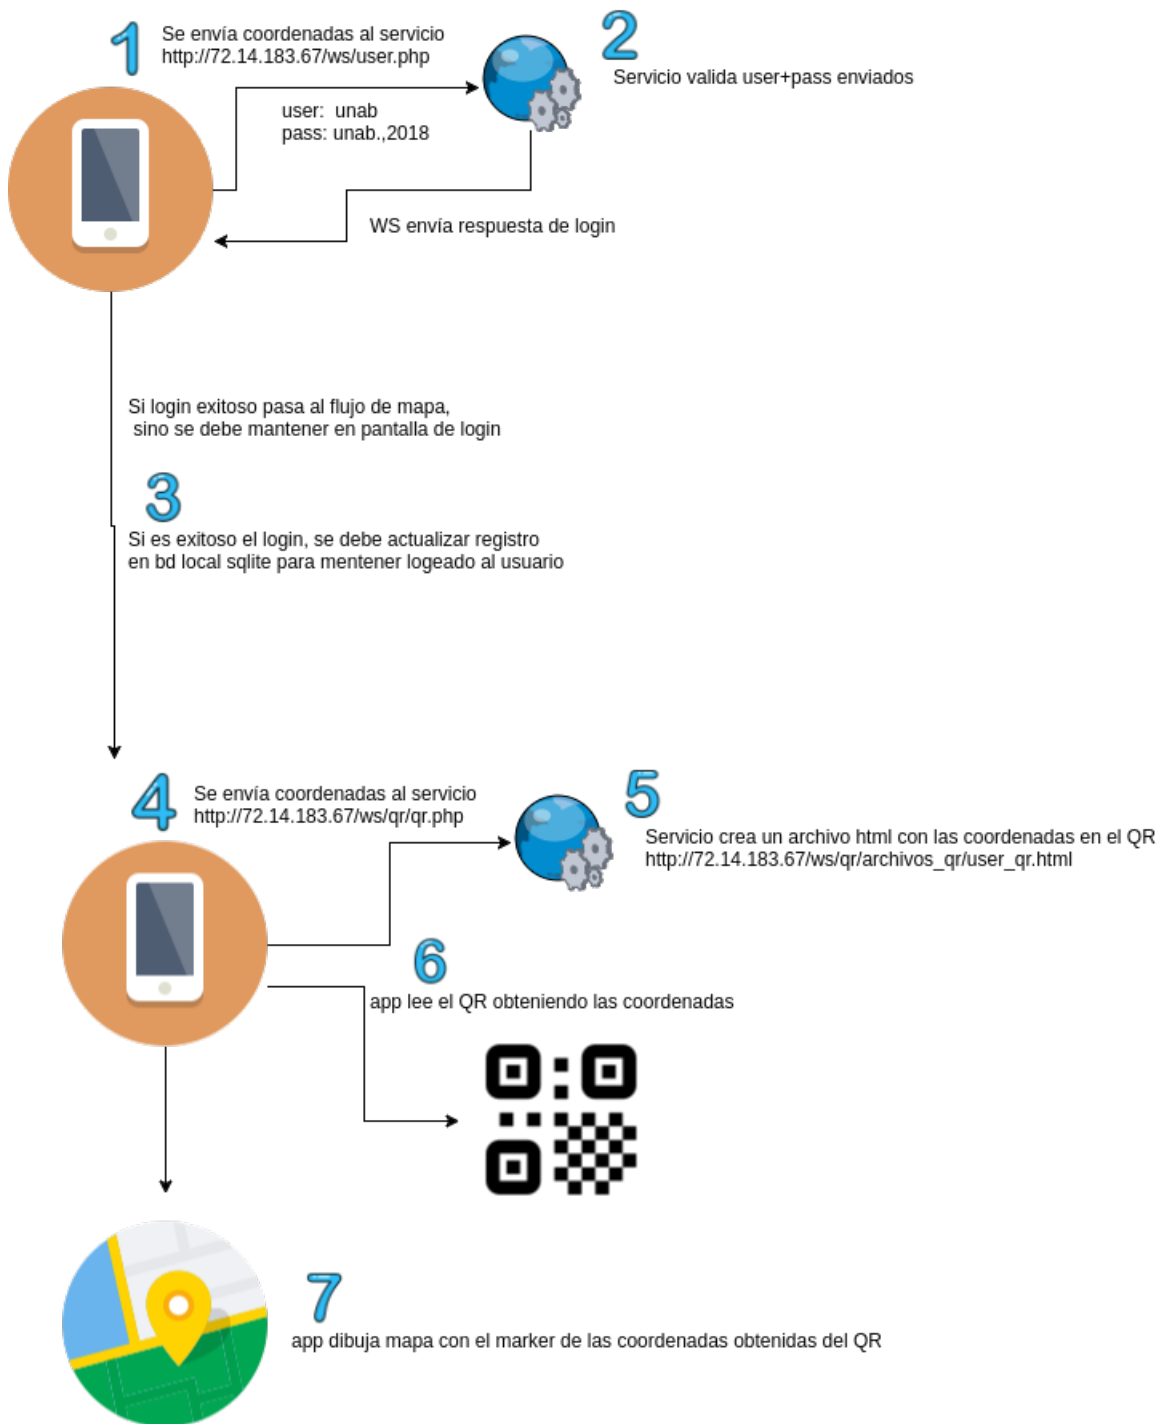 1
Se envía coordenadas al servicio
http://72.14.183.67/ws/user.php
user:  unab
pass: unab.,2018
2
Servicio valida user+pass enviados
WS envía respuesta de login
Si login exitoso pasa al flujo de mapa,
sino se debe mantener en pantalla de login
3
Si es exitoso el login, se debe actualizar registro
en bd local sqlite para mentener logeado al usuario
4
Se envía coordenadas al servicio
http://72.14.183.67/ws/qr/qr.php
5
Servicio crea un archivo html con las coordenadas en el QR
http://72.14.183.67/ws/qr/archivos_qr/user_qr.html
6
app lee el QR obteniendo las coordenadas
7
app dibuja mapa con el marker de las coordenadas obtenidas del QR